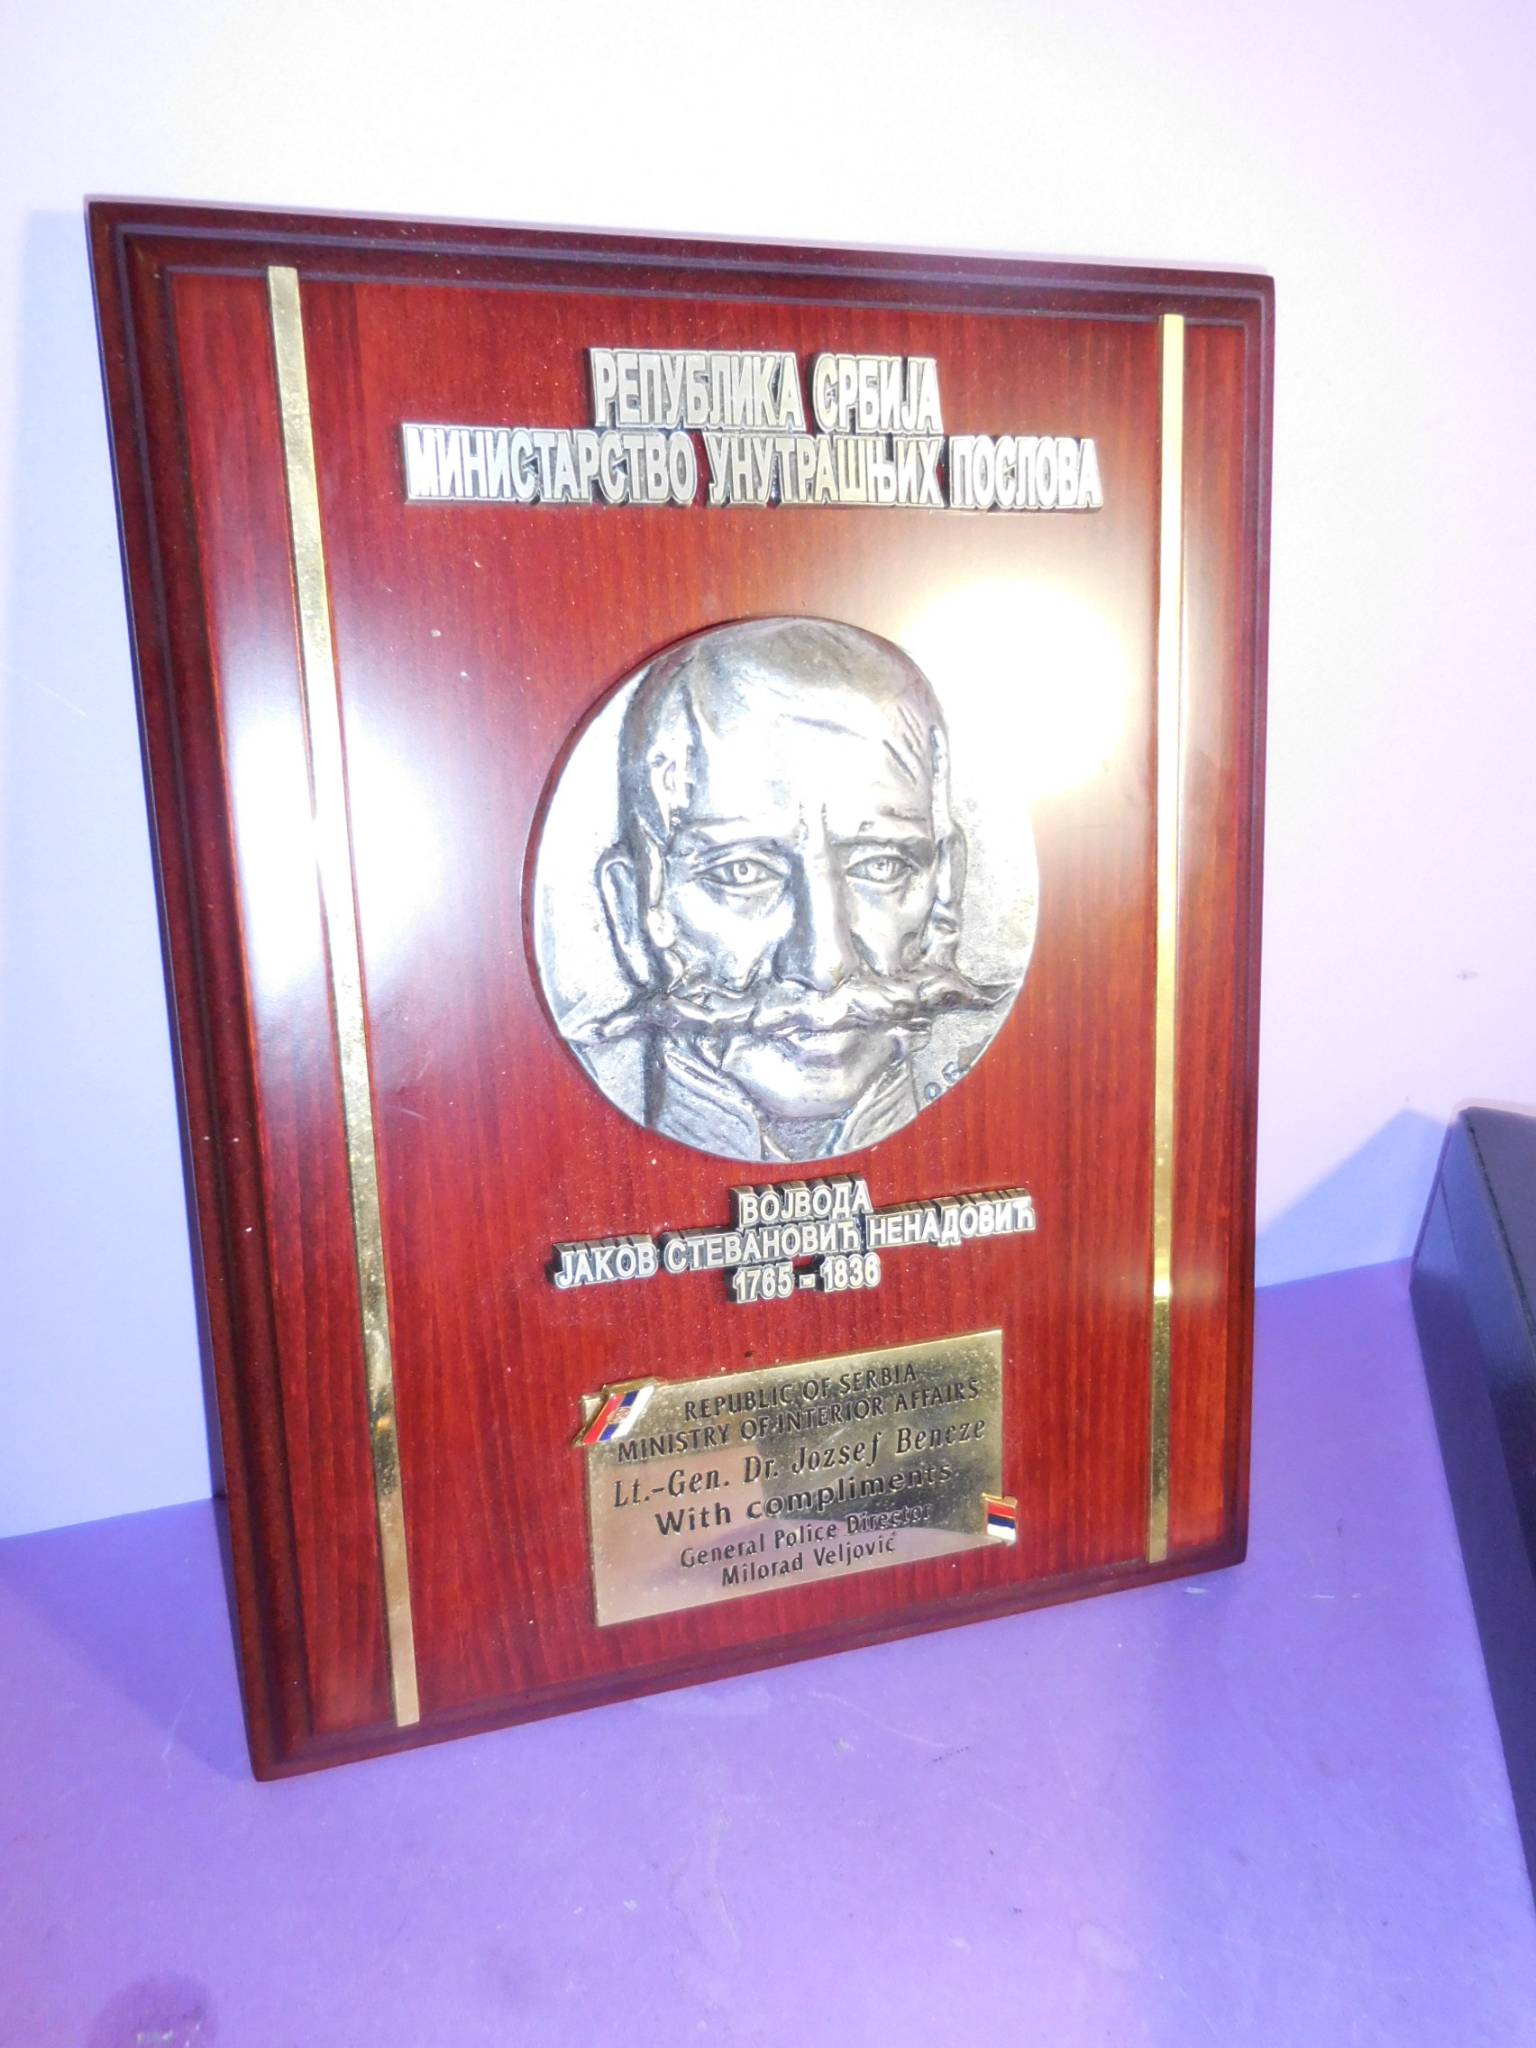 РЕПУБЛИКА СРБИЈА
МИНИСТАРСТВО УНУТРАШЊИХ ПОСЛОВА
ВОЈВОДА
ЈАКОВ СТЕВАНОВИЋ НЕНАДОВИЋ
1765 - 1836
REPUBLIC OF SERBIA
MINISTRY OF INTERIOR AFFAIRS
Lt.-Gen. Dr. Jozsef Bencze
With compliments
General Police Director
Milorad Veljović